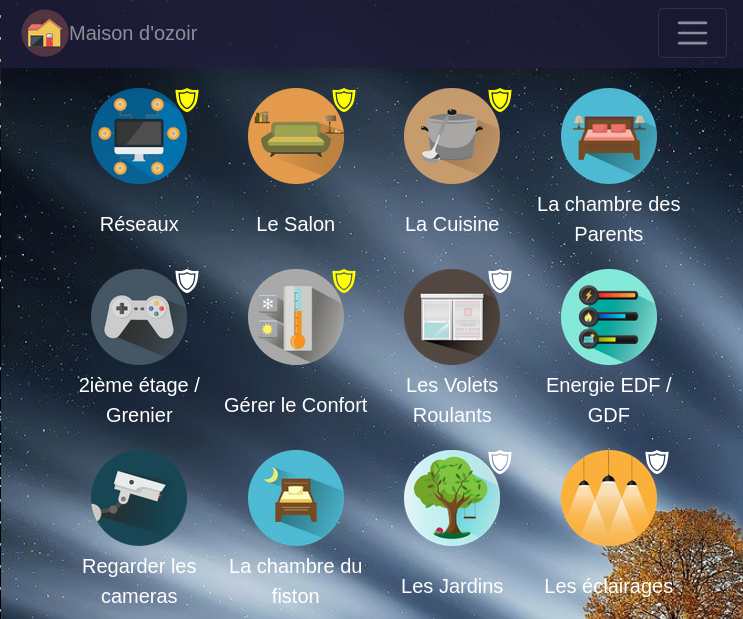 Maison d'ozoir
Réseaux
Le Salon
La Cuisine
La chambre des
Parents
2ième étage /
Grenier
Gérer le Confort
Les Volets
Roulants
Energie EDF /
GDF
Regarder les
cameras
La chambre du
fiston
Les Jardins
Les éclairages